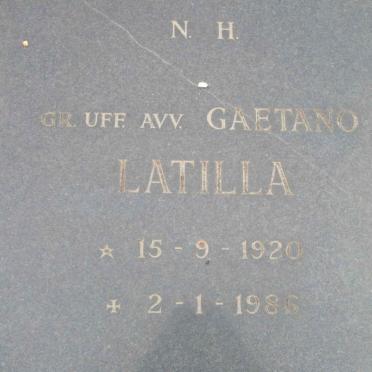 N. H.
GR. UFF. AVV. GAETANO
LATILLA
☆ 15 - 9 - 1920
✢ 2 - 1 - 1986